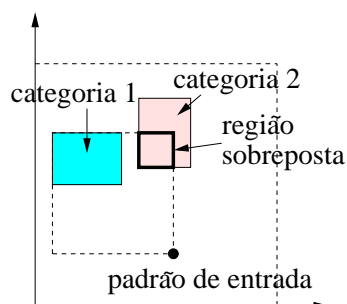 categoria 2
categoria 1
região
sobreposta
padrão de entrada